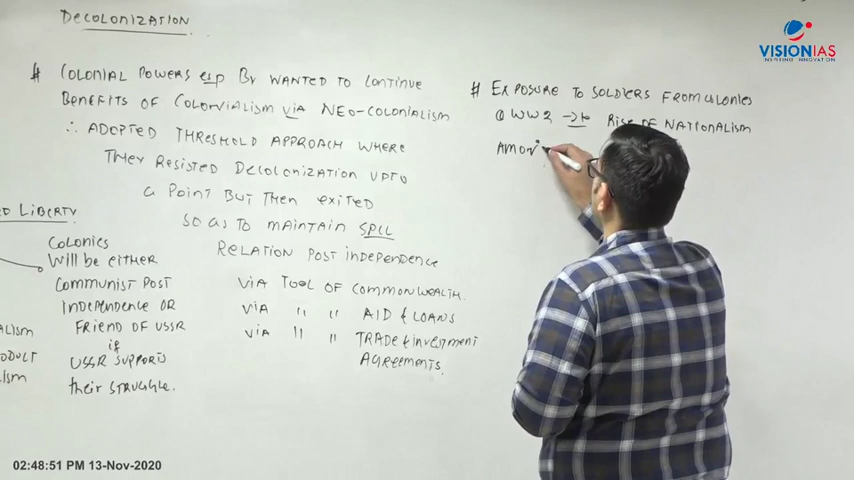 DECOLONIZATION
# COLONIAL POWERS esp Br WANTED TO CONTINUE
BENEFITS OF COLONIALISM via NEO-COLONIALISM
∴ ADOPTED THRESHOLD APPROACH WHERE
THEY RESISTED DECOLONIZATION UPTO
a POINT BUT THEN exited
SO AS TO MAINTAIN SPCL
RELATION POST INDEPENDENCE
VIA TOOL OF COMMONWEALTH.
VIA " " AID & LOANS
VIA " " TRADE & INVESTMENT
AGREEMENTS.
LIBERTY
COLONIES
WILL BE EITHER
COMMUNIST POST
INDEPENDENCE OR
FRIEND OF USSR
if
USSR SUPPORTS
their STRUGGLE.
# EXPOSURE TO SOLDIERS FROM COLONIES
@ WW2 → to RISE OF NATIONALISM
AMON
VISIONIAS
INSPIRING INNOVATION
02:48:51 PM 13-Nov-2020